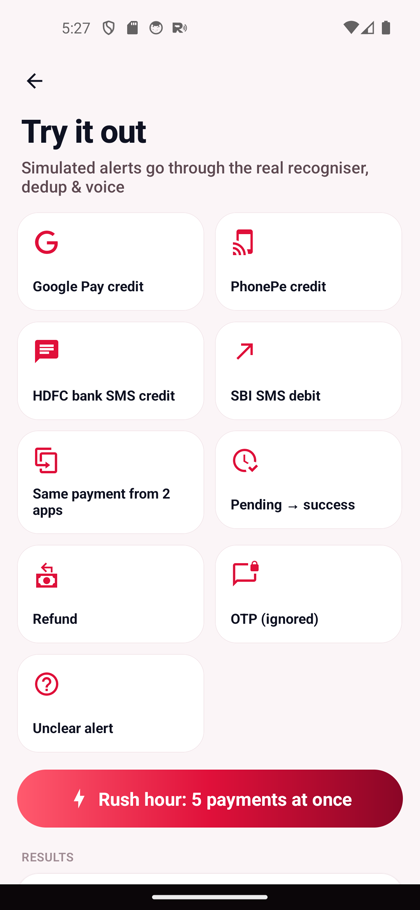 5:27
Try it out
Simulated alerts go through the real recogniser,
dedup & voice
Google Pay credit
PhonePe credit
HDFC bank SMS credit
SBI SMS debit
Same payment from 2
apps
Pending → success
Refund
OTP (ignored)
Unclear alert
Rush hour: 5 payments at once
RESULTS